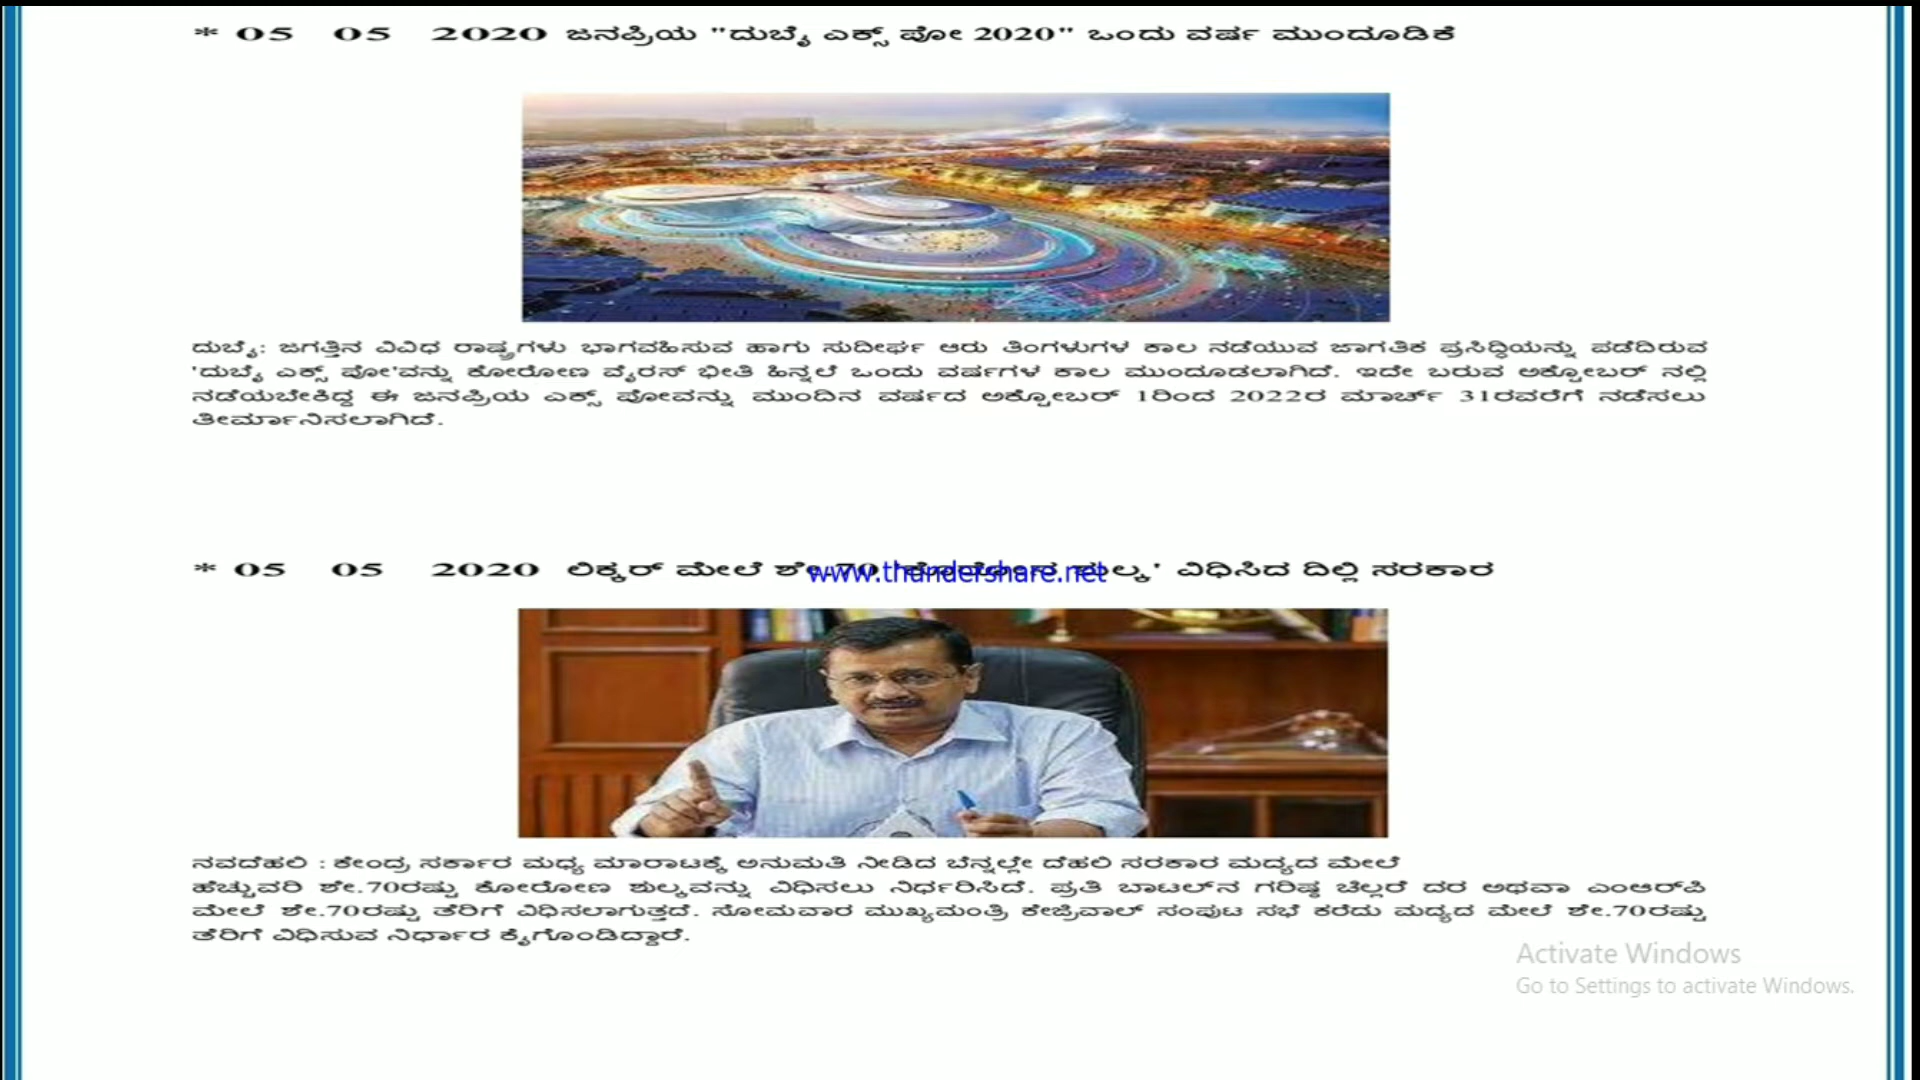 * 05 05 2020 ಜನಪ್ರಿಯ "ದುಬೈ ಎಕ್ಸ್ ಪೋ 2020" ಒಂದು ವರ್ಷ ಮುಂದೂಡಿಕೆ
ದುಬೈ: ಜಗತ್ತಿನ ವಿವಿಧ ರಾಷ್ಟ್ರಗಳು ಭಾಗವಹಿಸುವ ಹಾಗು ಸುದೀರ್ಘ ಆರು ತಿಂಗಳುಗಳ ಕಾಲ ನಡೆಯುವ ಜಾಗತಿಕ ಪ್ರಸಿದ್ಧಿಯನ್ನು ಪಡೆದಿರುವ
'ದುಬೈ ಎಕ್ಸ್ ಪೋ'ವನ್ನು ಕೋರೋಣ ವೈರಸ್ ಭೀತಿ ಹಿನ್ನಲೆ ಒಂದು ವರ್ಷಗಳ ಕಾಲ ಮುಂದೂಡಲಾಗಿದೆ. ಇದೇ ಬರುವ ಅಕ್ಟೋಬರ್ ನಲ್ಲಿ
ನಡೆಯಬೇಕಿದ್ದ ಈ ಜನಪ್ರಿಯ ಎಕ್ಸ್ ಪೋವನ್ನು ಮುಂದಿನ ವರ್ಷದ ಅಕ್ಟೋಬರ್ 1ರಿಂದ 2022ರ ಮಾರ್ಚ್ 31ರವರೆಗೆ ನಡೆಸಲು
ತೀರ್ಮಾನಿಸಲಾಗಿದೆ.
* 05 05 2020 ಲಿಕ್ಕರ್ ಮೇಲೆ ಶೇ.70 ಶುಲ್ಕ' ವಿಧಿಸಿದ ದಿಲ್ಲಿ ಸರಕಾರ
www.thundershare.net
ನವದೆಹಲಿ : ಕೇಂದ್ರ ಸರ್ಕಾರ ಮಧ್ಯ ಮಾರಾಟಕ್ಕೆ ಅನುಮತಿ ನೀಡಿದ ಬೆನ್ನಲ್ಲೇ ದೆಹಲಿ ಸರಕಾರ ಮದ್ಯದ ಮೇಲೆ
ಹೆಚ್ಚುವರಿ ಶೇ.70ರಷ್ಟು ಕೋರೋಣ ಶುಲ್ಕವನ್ನು ವಿಧಿಸಲು ನಿರ್ಧರಿಸಿದೆ. ಪ್ರತಿ ಬಾಟಲ್‌ನ ಗರಿಷ್ಠ ಚಿಲ್ಲರೆ ದರ ಅಥವಾ ಎಂಆರ್‌ಪಿ
ಮೇಲೆ ಶೇ.70ರಷ್ಟು ತೆರಿಗೆ ವಿಧಿಸಲಾಗುತ್ತದೆ. ಸೋಮವಾರ ಮುಖ್ಯಮಂತ್ರಿ ಕೇಜ್ರಿವಾಲ್ ಸಂಪುಟ ಸಭೆ ಕರೆದು ಮದ್ಯದ ಮೇಲೆ ಶೇ.70ರಷ್ಟು
ತೆರಿಗೆ ವಿಧಿಸುವ ನಿರ್ಧಾರ ಕೈಗೊಂಡಿದ್ದಾರೆ.
Activate Windows
Go to Settings to activate Windows.